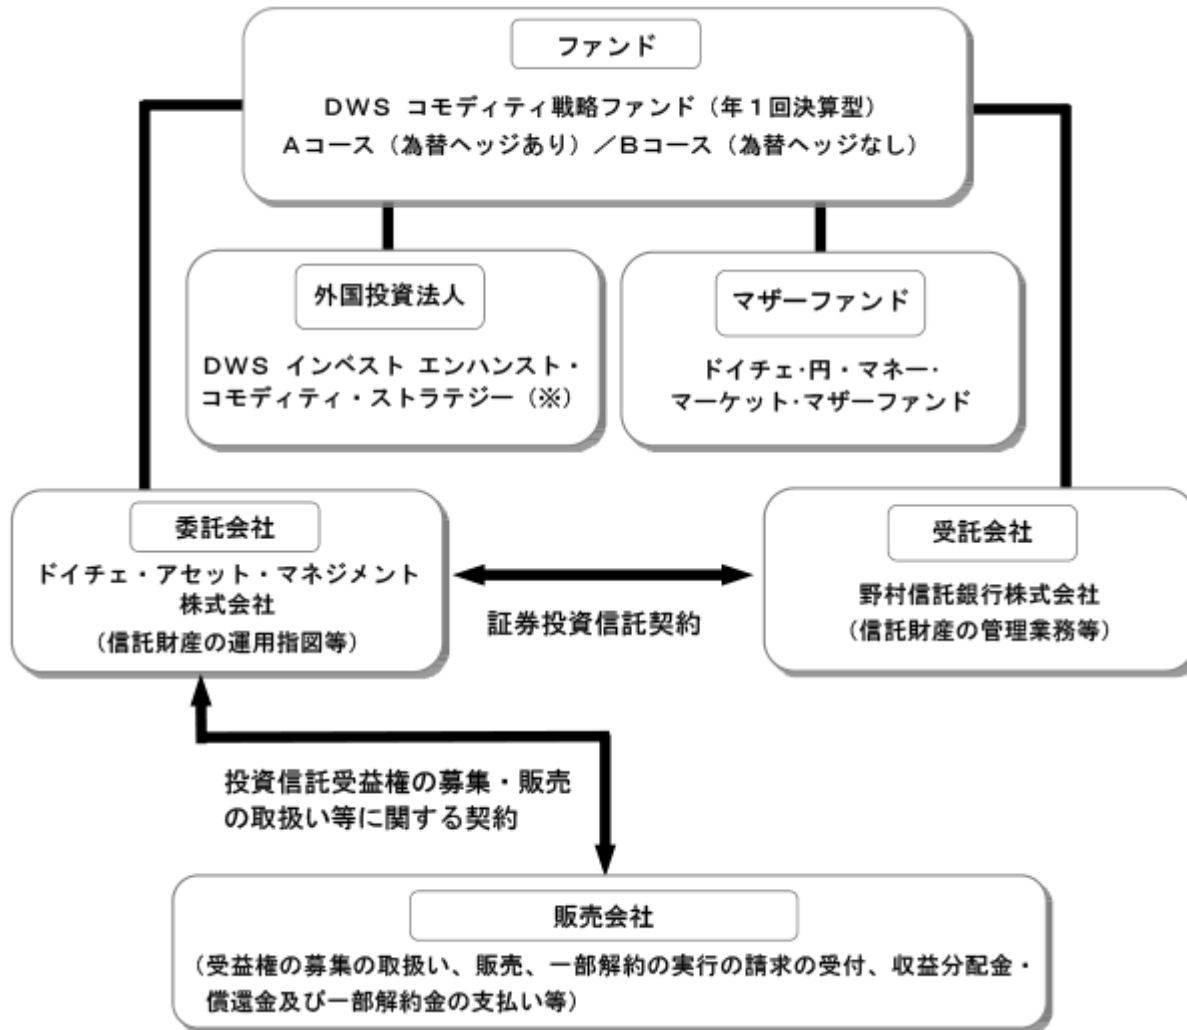 ファンド
DWS コモディティ戦略ファンド（年１回決算型）
Aコース（為替ヘッジあり）／Bコース（為替ヘッジなし）
外国投資法人
DWS インベスト エンハンスト・
コモディティ・ストラテジー（※）
マザーファンド
ドイチェ・円・マネー・
マーケット・マザーファンド
委託会社
ドイチェ・アセット・マネジメント
株式会社
（信託財産の運用指図等）
証券投資信託契約
受託会社
野村信託銀行株式会社
（信託財産の管理業務等）
投資信託受益権の募集・販売
の取扱い等に関する契約
販売会社
（受益権の募集の取扱い、販売、一部解約の実行の請求の受付、収益分配金・
償還金及び一部解約金の支払い等）